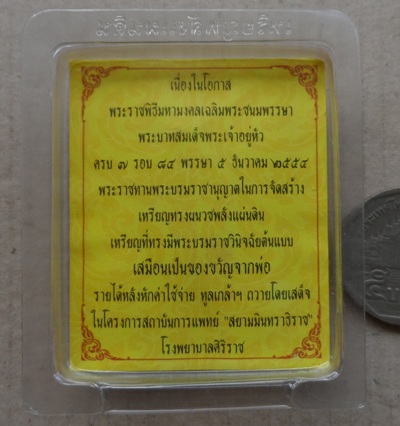 เนื่องในโอกาส
พระราชพิธีมหามงคลเฉลิมพระชนมพรรษา
พระบาทสมเด็จพระเจ้าอยู่หัว
ครบ ๗ รอบ ๘๔ พรรษา ๕ ธันวาคม ๒๕๕๔
พระราชทานพระบรมราชานุญาตในการจัดสร้าง
เหรียญทรงผนวชพลังแผ่นดิน
เหรียญที่ทรงมีพระบรมราชวินิจฉัยต้นแบบ
เสมือนเป็นของขวัญจากพ่อ
รายได้หลังหักค่าใช้จ่าย ทูลเกล้าฯ ถวายโดยเสด็จ
ในโครงการสถาบันการแพทย์ "สยามมินทราธิราช"
โรงพยาบาลศิริราช